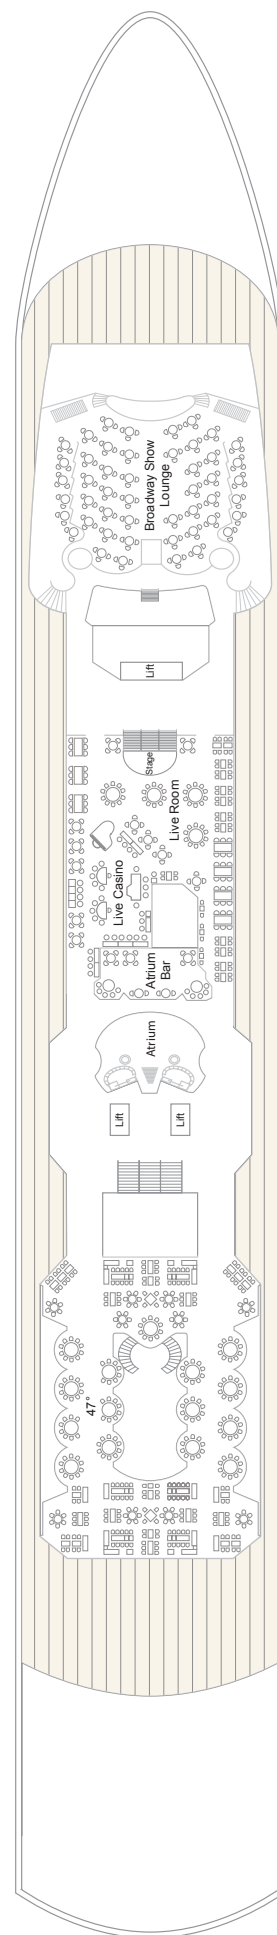 Broadway Show
Lounge
Lift
Stage
Live Room
Live Casino
Atrium
Bar
Atrium
Lift
Lift
47°